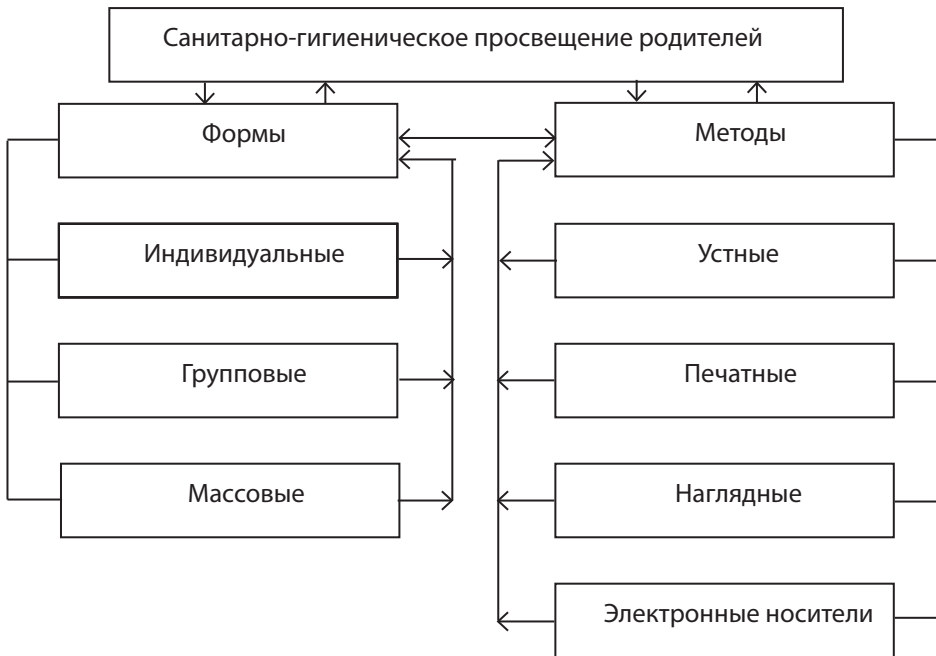 Санитарно-гигиеническое просвещение родителей
Формы
Методы
Индивидуальные
Устные
Групповые
Печатные
Массовые
Наглядные
Электронные носители